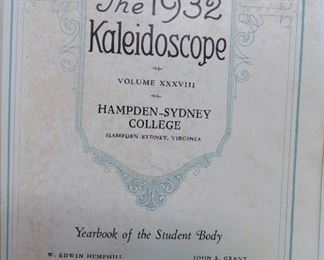 The 1932
Kaleidoscope
VOLUME XXXVIII
HAMPDEN-SYDNEY
COLLEGE
HAMPDEN-SYDNEY, VIRGINIA
Yearbook of the Student Body
W. EDWIN HEMPHILL JOHN S. GRANT